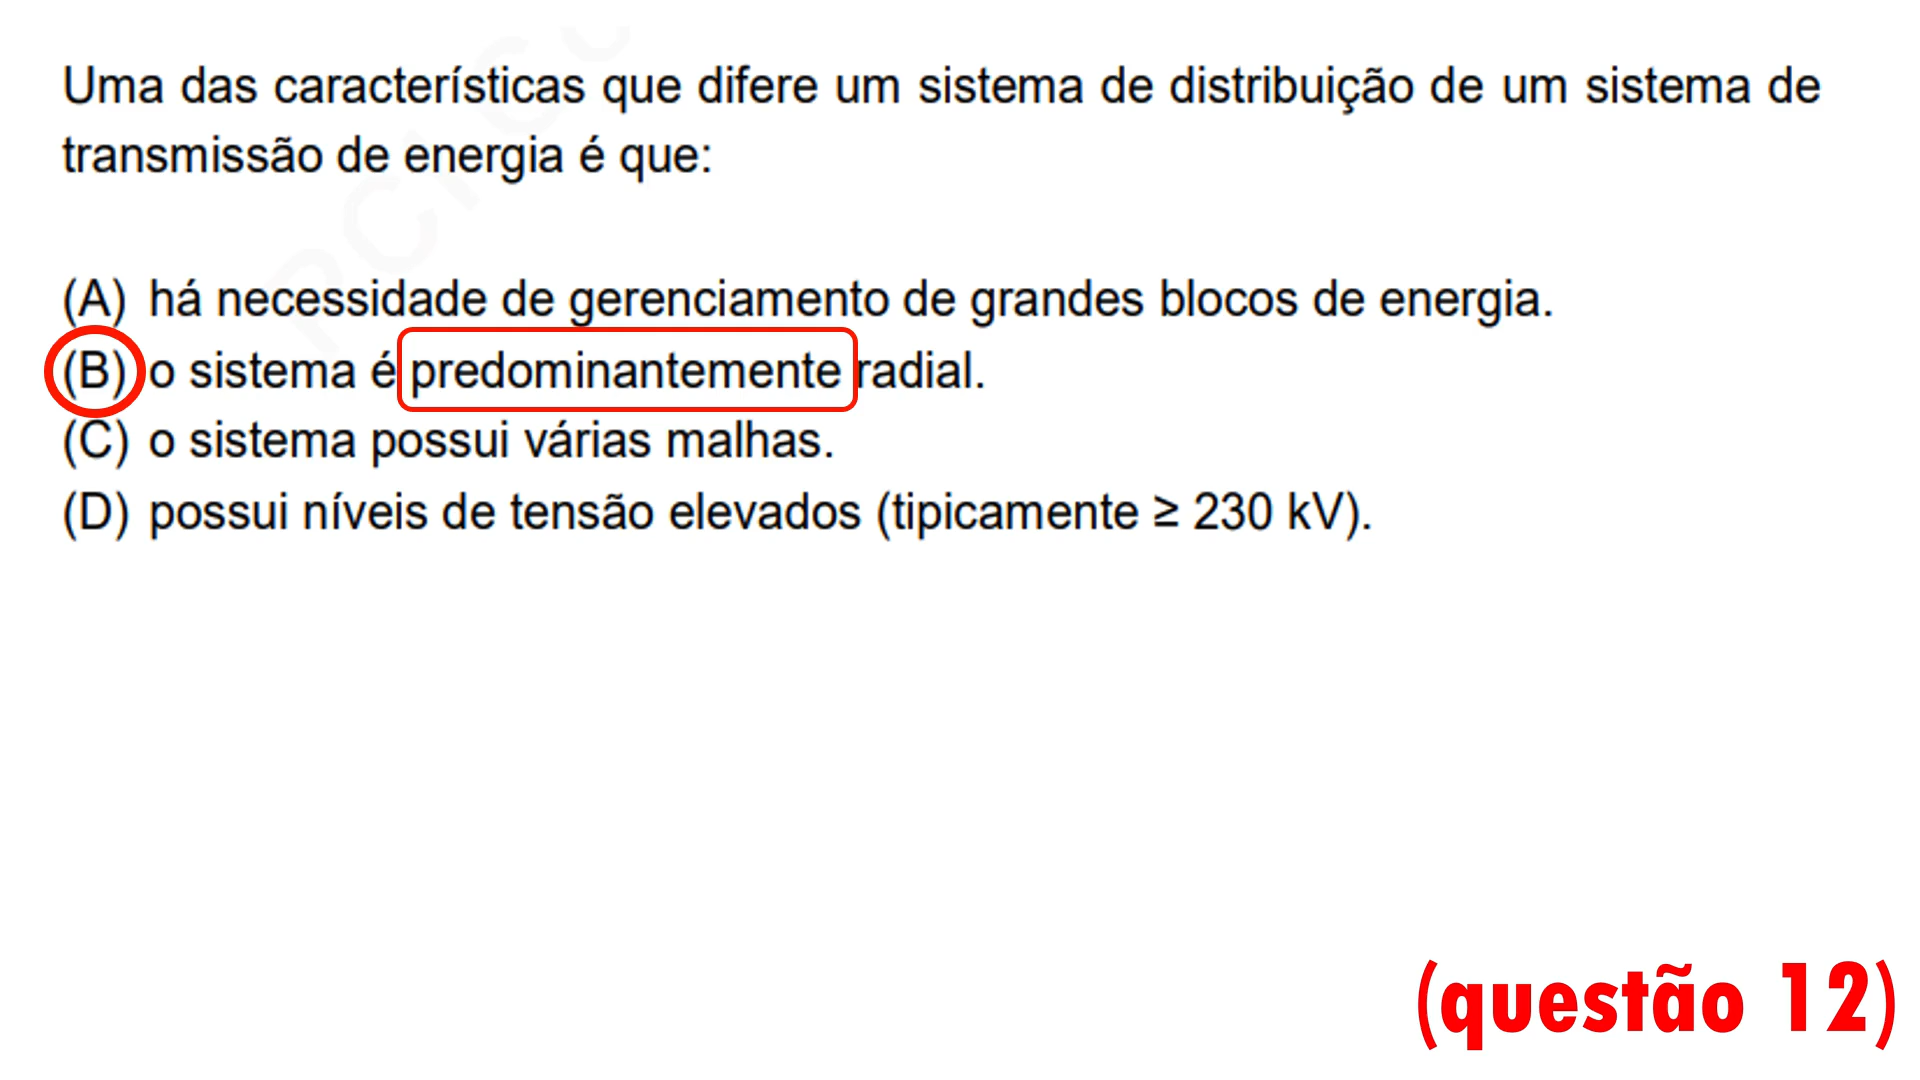 Uma das características que difere um sistema de distribuição de um sistema de
transmissão de energia é que:
(A) há necessidade de gerenciamento de grandes blocos de energia.
(B) o sistema é predominantemente radial.
(C) o sistema possui várias malhas.
(D) possui níveis de tensão elevados (tipicamente ≥ 230 kV).
(questão 12)